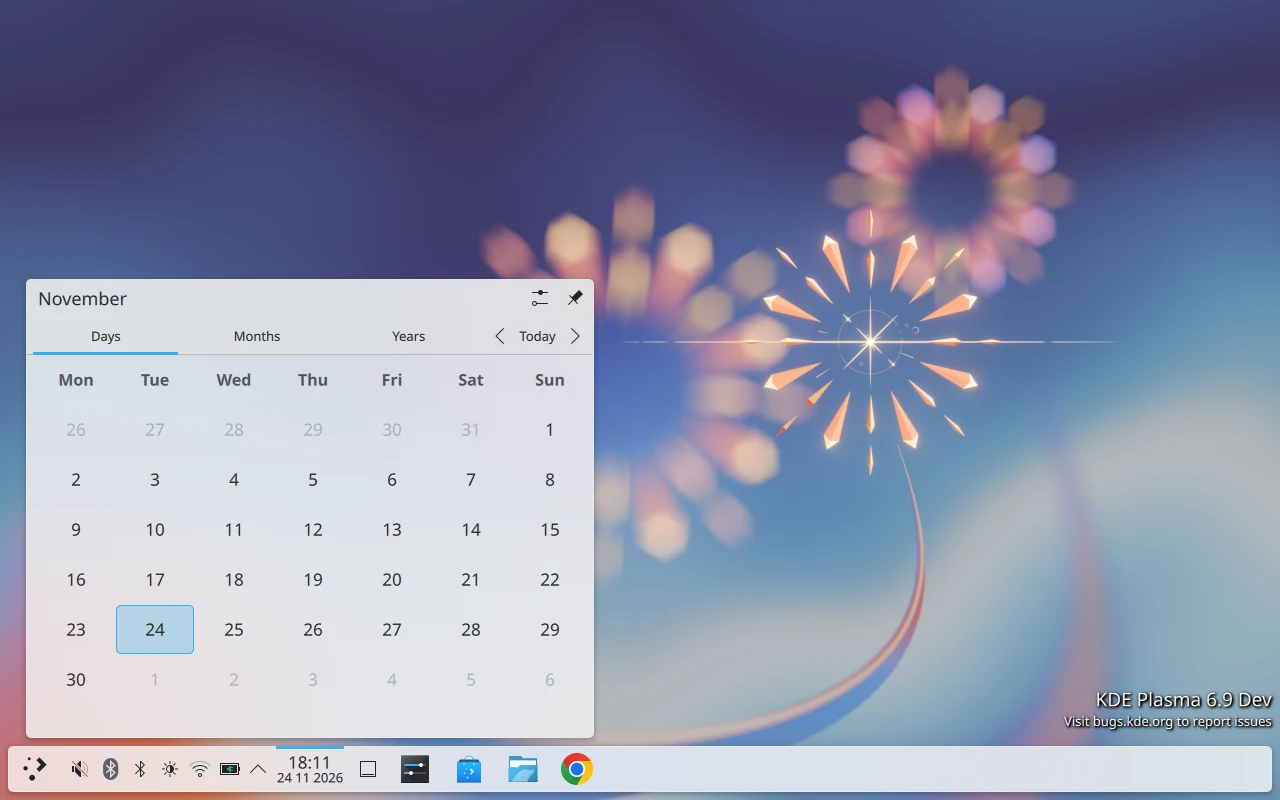 November
Days Months Years Today
Mon Tue Wed Thu Fri Sat Sun
26 27 28 29 30 31 1
2 3 4 5 6 7 8
9 10 11 12 13 14 15
16 17 18 19 20 21 22
23 24 25 26 27 28 29
30 1 2 3 4 5 6
KDE Plasma 6.9 Dev
Visit bugs.kde.org to report issues
18:11
24 11 2026